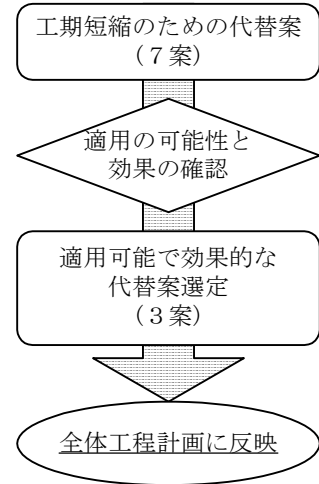 工期短縮のための代替案
（７案）
適用の可能性と
効果の確認
適用可能で効果的な
代替案選定
（３案）
全体工程計画に反映